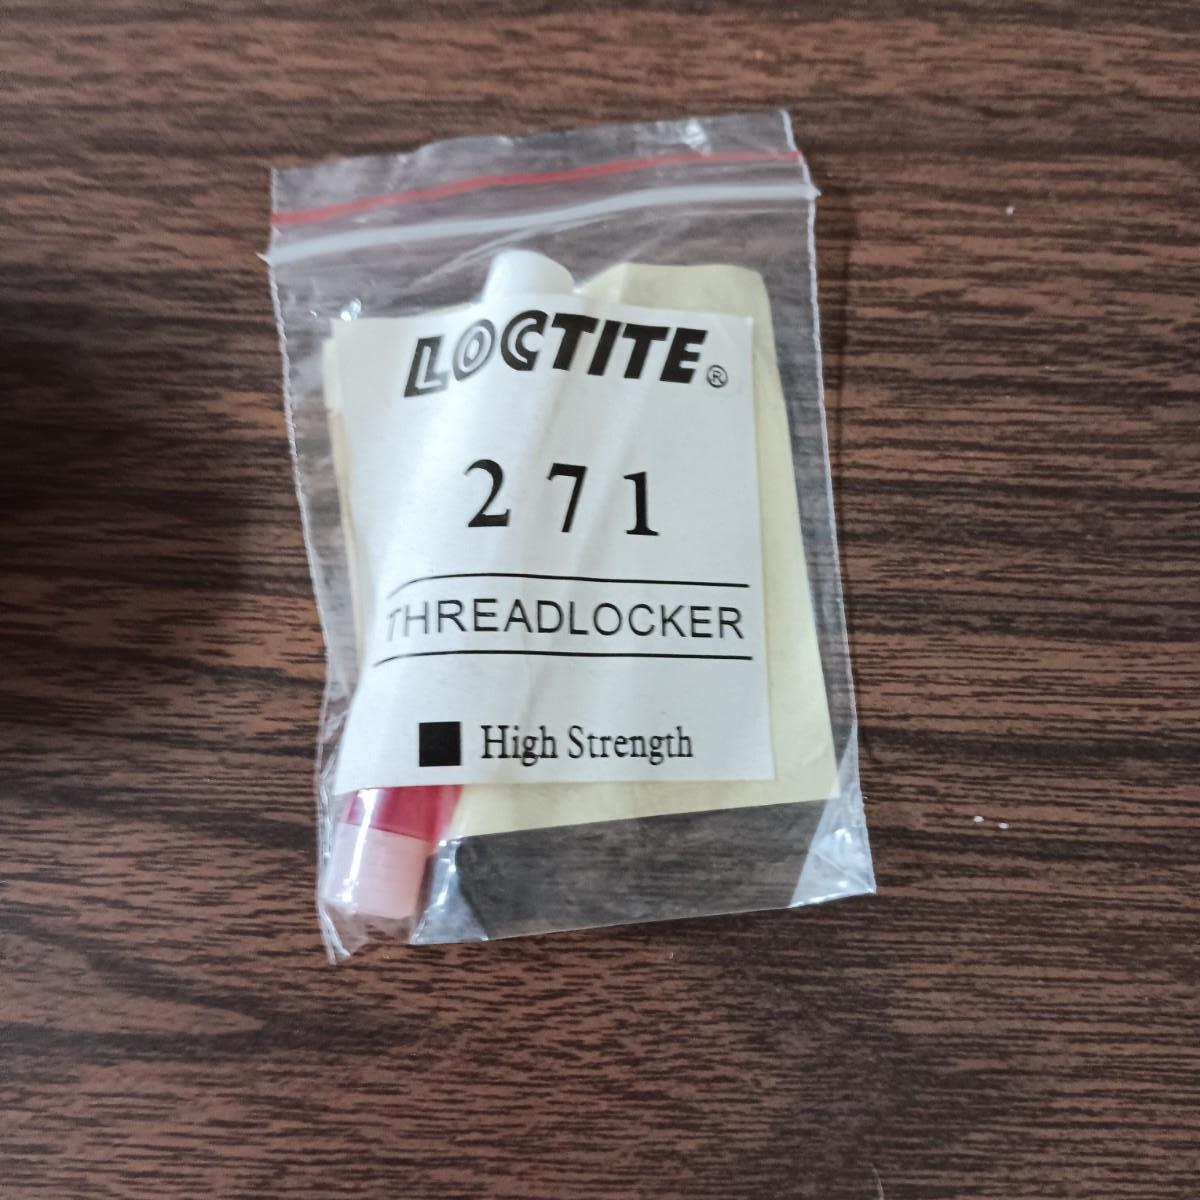 LOCTITE®
271
THREADLOCKER
High Strength